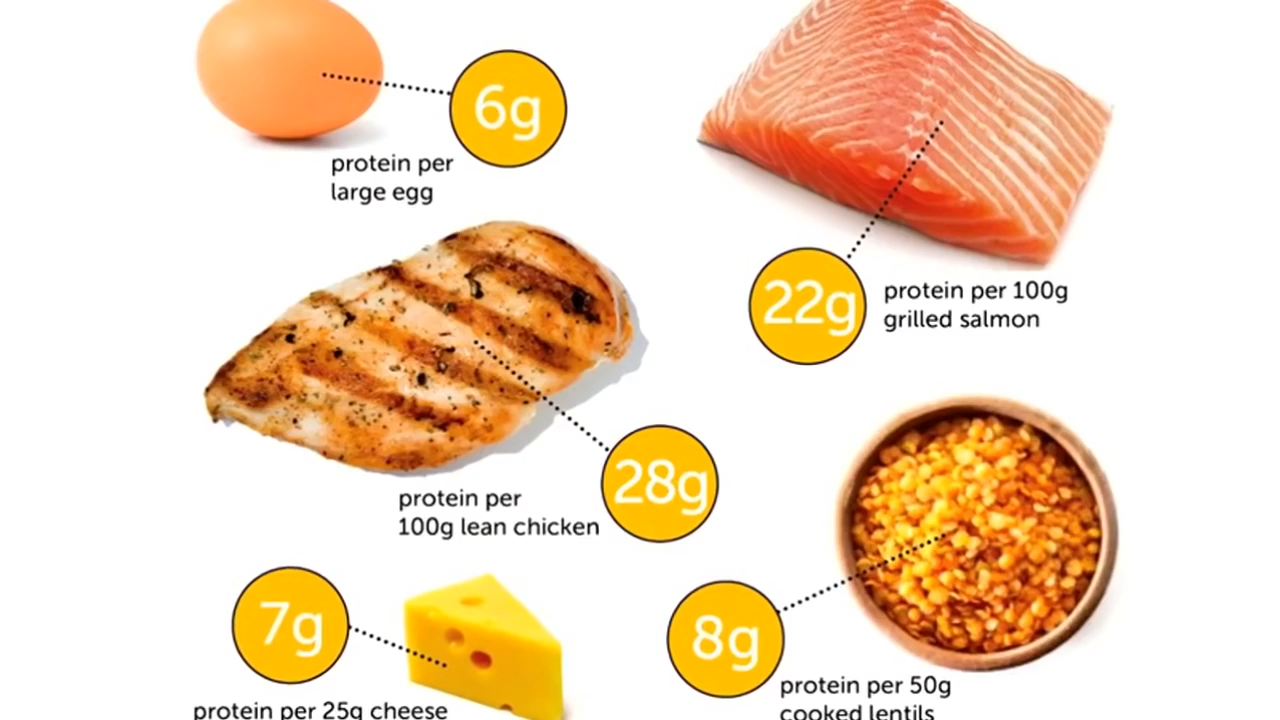 6g
protein per
large egg
22g
protein per 100g
grilled salmon
28g
protein per
100g lean chicken
7g
protein per 25g cheese
8g
protein per 50g
cooked lentils